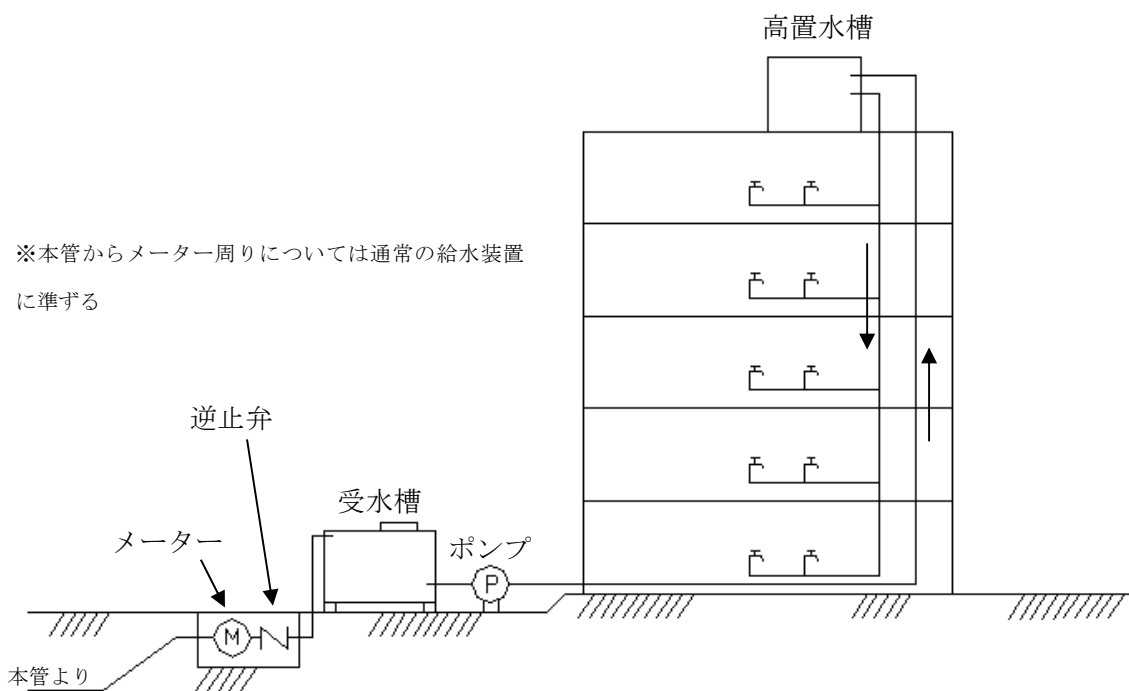 高置水槽
※本管からメーター周りについては通常の給水装置
に準ずる
逆止弁
受水槽
メーター
ポンプ
P
M
本管より